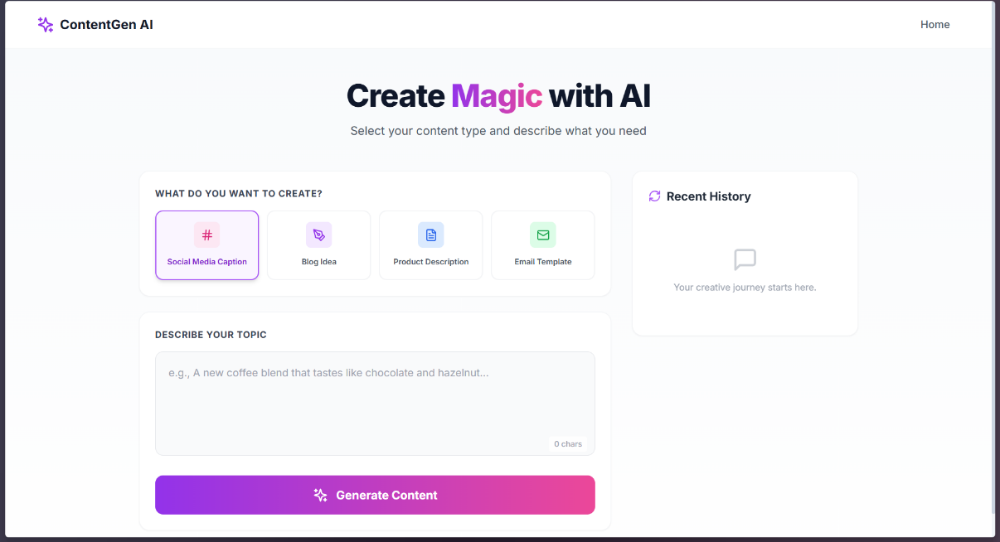 ContentGen AI
Home
Create Magic with AI
Select your content type and describe what you need
WHAT DO YOU WANT TO CREATE?
Social Media Caption
Blog Idea
Product Description
Email Template
Recent History
Your creative journey starts here.
DESCRIBE YOUR TOPIC
e.g., A new coffee blend that tastes like chocolate and hazelnut...
0 chars
Generate Content